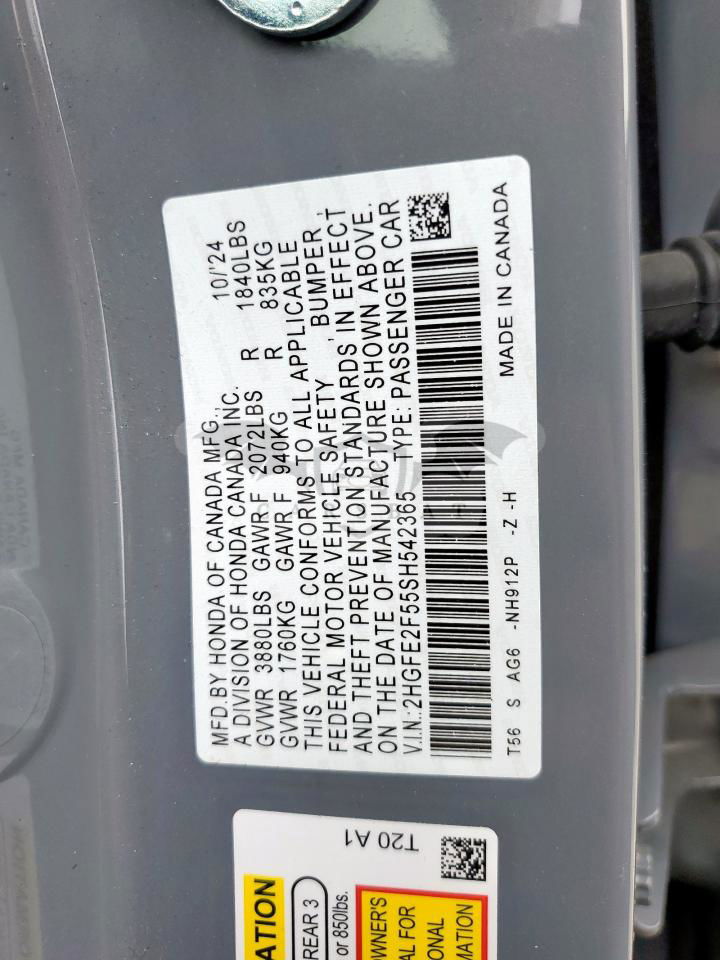 MFD.BY HONDA OF CANADA MFG., 10/'24
A DIVISION OF HONDA CANADA INC.
GVWR 3880LBS GAWR F 2072LBS R 1840LBS
GVWR 1760KG GAWR F 940KG R 835KG
THIS VEHICLE CONFORMS TO ALL APPLICABLE
FEDERAL MOTOR VEHICLE SAFETY , BUMPER ,
AND THEFT PREVENTION STANDARDS, IN EFFECT
ON THE DATE OF MANUFACTURE SHOWN ABOVE.
V.I.N.:2HGFE2F55SH542365 TYPE: PASSENGER CAR
T56 S AG6 -NH912P -Z -H MADE IN CANADA
T20 A1
ATION
REAR 3
or 850lbs.
OWNER'S
AL FOR
IONAL
MATION